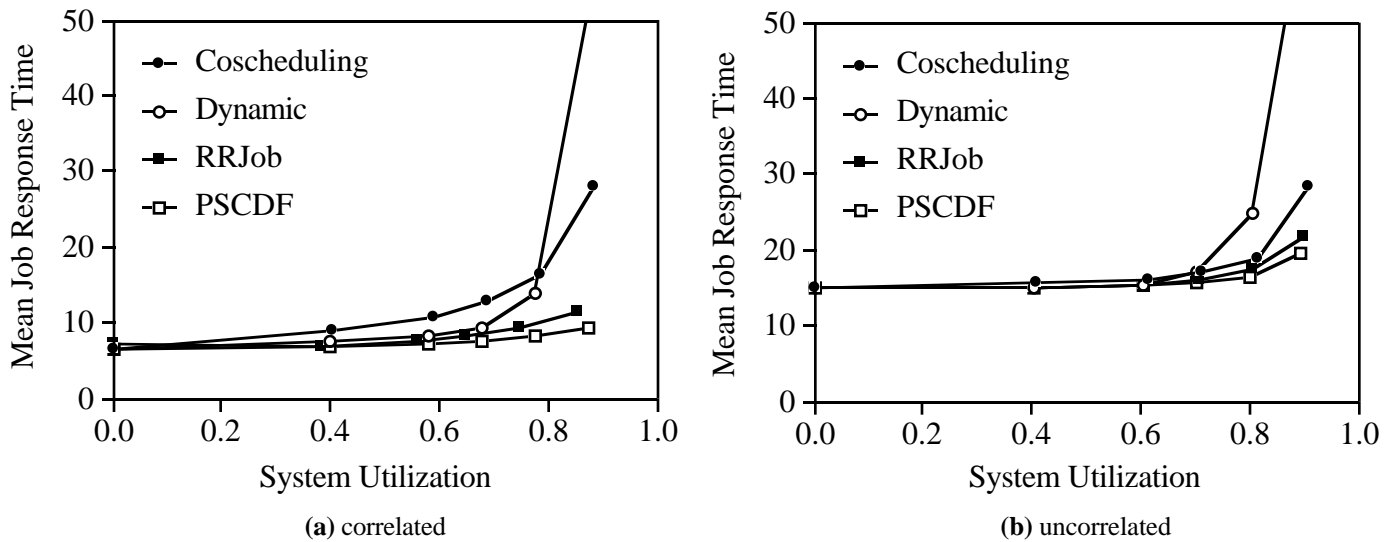 50
40
30
20
10
0
Mean Job Response Time
Coscheduling
Dynamic
RRJob
PSCDF
0.0 0.2 0.4 0.6 0.8 1.0
System Utilization
(a) correlated
50
40
30
20
10
0
Mean Job Response Time
Coscheduling
Dynamic
RRJob
PSCDF
0.0 0.2 0.4 0.6 0.8 1.0
System Utilization
(b) uncorrelated